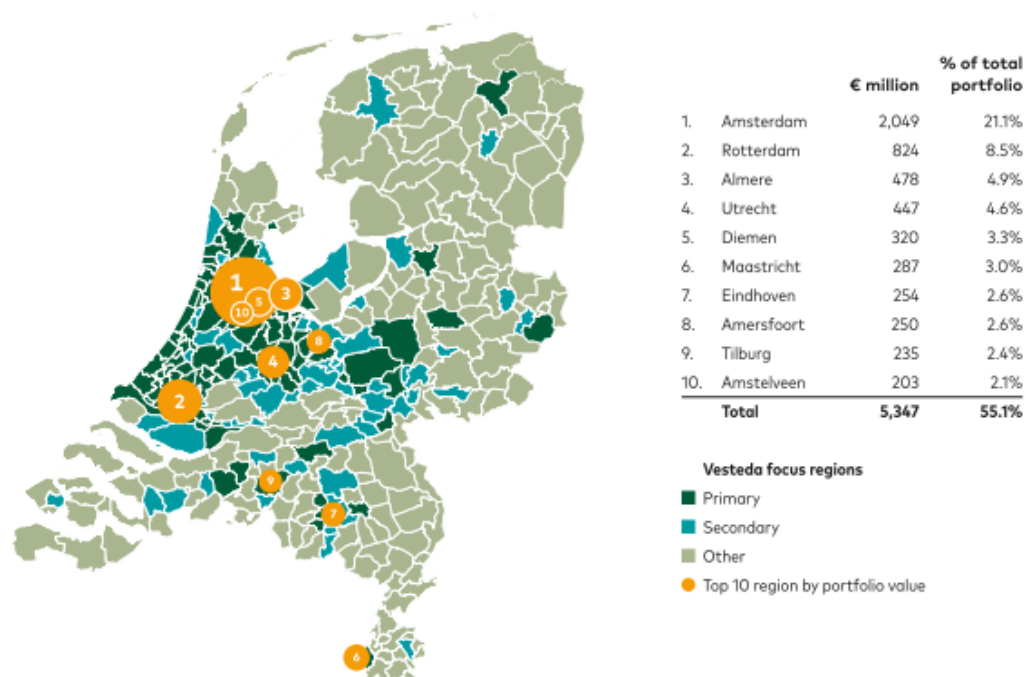 € million
% of total portfolio
1. Amsterdam 2,049 21.1%
2. Rotterdam 824 8.5%
3. Almere 478 4.9%
4. Utrecht 447 4.6%
5. Diemen 320 3.3%
6. Maastricht 287 3.0%
7. Eindhoven 254 2.6%
8. Amersfoort 250 2.6%
9. Tilburg 235 2.4%
10. Amstelveen 203 2.1%
Total 5,347 55.1%
Vesteda focus regions
Primary
Secondary
Other
Top 10 region by portfolio value
1
5
3
10
8
4
2
9
7
6